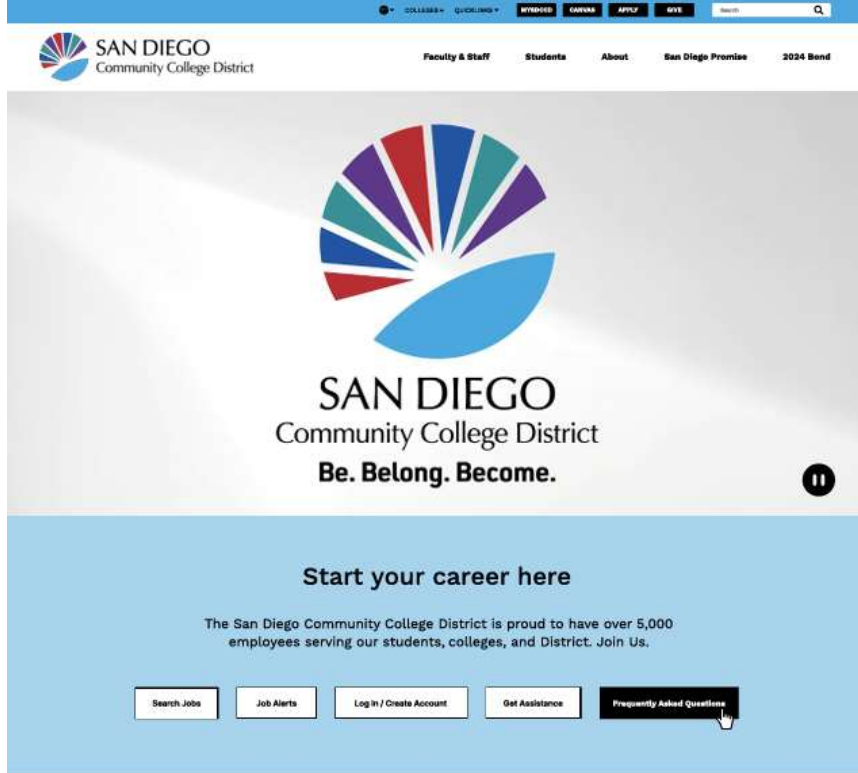 COLLEGES
QUICKLINKS
MYSDCCD
CANVAS
APPLY
GIVE
Search
SAN DIEGO
Community College District
Faculty & Staff
Students
About
San Diego Promise
2024 Bond
SAN DIEGO
Community College District
Be. Belong. Become.
Start your career here
The San Diego Community College District is proud to have over 5,000
employees serving our students, colleges, and District. Join Us.
Search Jobs
Job Alerts
Log in / Create Account
Get Assistance
Frequently Asked Questions